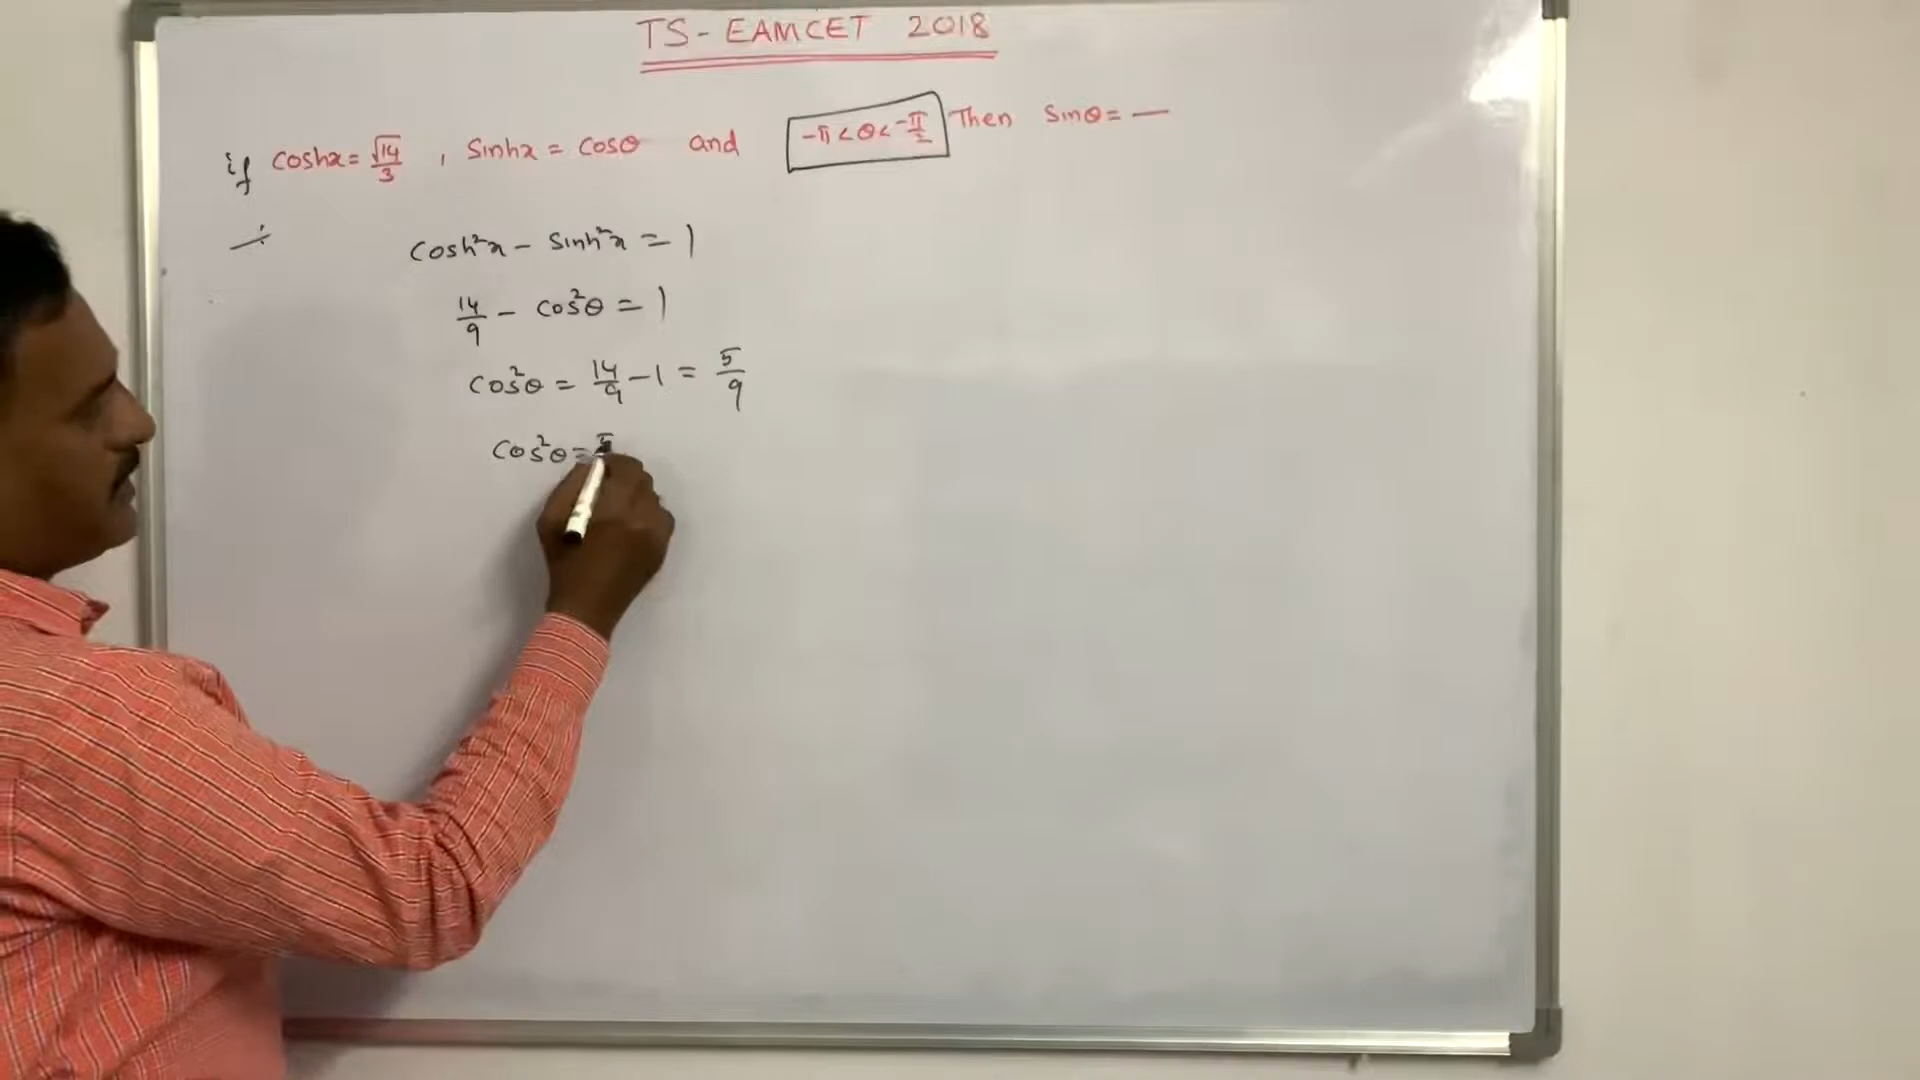 TS - EAMCET 2018
if coshx = √14/3 , Sinhx = Cosθ and -π < θ < -π/2 Then Sinθ = —
Cosh²x - Sinh²x = 1
14/9 - Cos²θ = 1
Cos²θ = 14/9 - 1 = 5/9
Cos²θ = 5